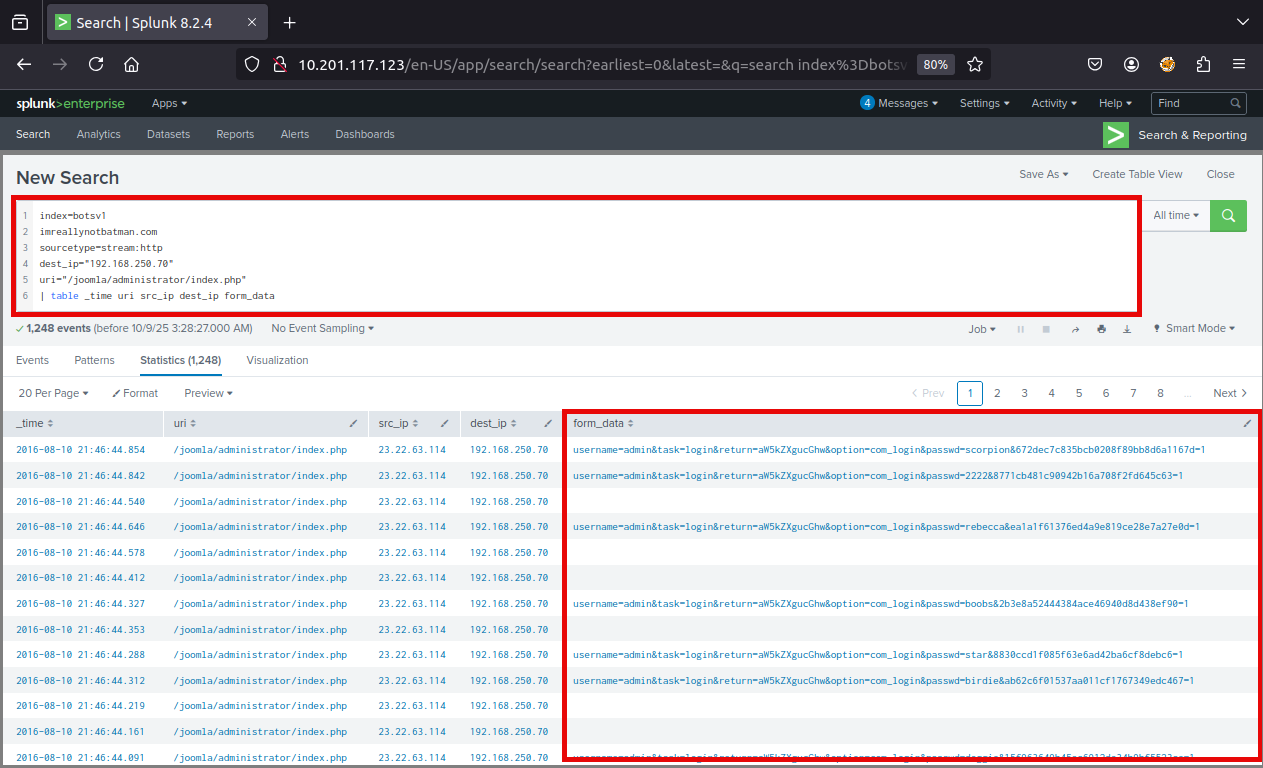 Search | Splunk 8.2.4
10.201.117.123/en-US/app/search/search?earliest=0&latest=&q=search index%3Dbotsv 80%
splunk>enterprise Apps 4 Messages Settings Activity Help Find
Search Analytics Datasets Reports Alerts Dashboards > Search & Reporting
New Search Save As Create Table View Close
1 index=botsv1
2 imreallynotbatman.com
3 sourcetype=stream:http
4 dest_ip="192.168.250.70"
5 uri="/joomla/administrator/index.php"
6 | table _time uri src_ip dest_ip form_data
All time
1,248 events (before 10/9/25 3:28:27.000 AM) No Event Sampling Job Smart Mode
Events Patterns Statistics (1,248) Visualization
20 Per Page Format Preview < Prev 1 2 3 4 5 6 7 8 ... Next >
_time uri src_ip dest_ip form_data
2016-08-10 21:46:44.854 /joomla/administrator/index.php 23.22.63.114 192.168.250.70 username=admin&task=login&return=aW5kZXgucGhw&option=com_login&passwd=scorpion&672dec7c835bcb0208f89bb8d6a1167d=1
2016-08-10 21:46:44.842 /joomla/administrator/index.php 23.22.63.114 192.168.250.70 username=admin&task=login&return=aW5kZXgucGhw&option=com_login&passwd=2222&8771cb481c90942b16a708f2fd645c63=1
2016-08-10 21:46:44.540 /joomla/administrator/index.php 23.22.63.114 192.168.250.70
2016-08-10 21:46:44.646 /joomla/administrator/index.php 23.22.63.114 192.168.250.70 username=admin&task=login&return=aW5kZXgucGhw&option=com_login&passwd=rebecca&ea1a1f61376ed4a9e819ce28e7a27e0d=1
2016-08-10 21:46:44.578 /joomla/administrator/index.php 23.22.63.114 192.168.250.70
2016-08-10 21:46:44.412 /joomla/administrator/index.php 23.22.63.114 192.168.250.70
2016-08-10 21:46:44.327 /joomla/administrator/index.php 23.22.63.114 192.168.250.70 username=admin&task=login&return=aW5kZXgucGhw&option=com_login&passwd=boobs&2b3e8a52444384ace46940d8d438ef90=1
2016-08-10 21:46:44.353 /joomla/administrator/index.php 23.22.63.114 192.168.250.70
2016-08-10 21:46:44.288 /joomla/administrator/index.php 23.22.63.114 192.168.250.70 username=admin&task=login&return=aW5kZXgucGhw&option=com_login&passwd=star&8830ccd1f085f63e6ad42ba6cf8debc6=1
2016-08-10 21:46:44.312 /joomla/administrator/index.php 23.22.63.114 192.168.250.70 username=admin&task=login&return=aW5kZXgucGhw&option=com_login&passwd=birdie&ab62c6f01537aa011cf1767349edc467=1
2016-08-10 21:46:44.219 /joomla/administrator/index.php 23.22.63.114 192.168.250.70
2016-08-10 21:46:44.161 /joomla/administrator/index.php 23.22.63.114 192.168.250.70
2016-08-10 21:46:44.091 /joomla/administrator/index.php 23.22.63.114 192.168.250.70